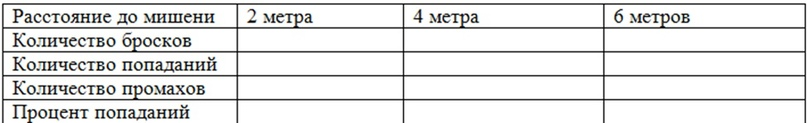 Расстояние до мишени 2 метра 4 метра 6 метров
Количество бросков
Количество попаданий
Количество промахов
Процент попаданий